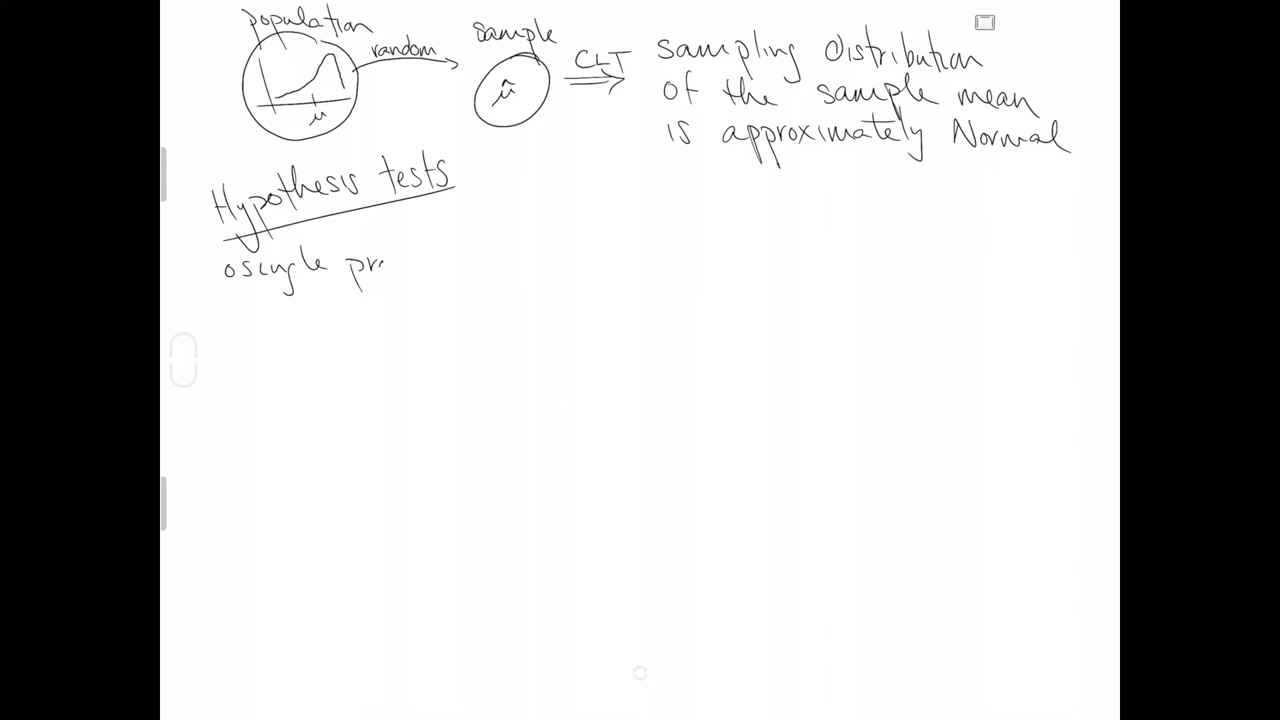 population
random
sample
μ
μ̂
CLT
sampling distribution
of the sample mean
is approximately Normal
Hypothesis tests
o single pr